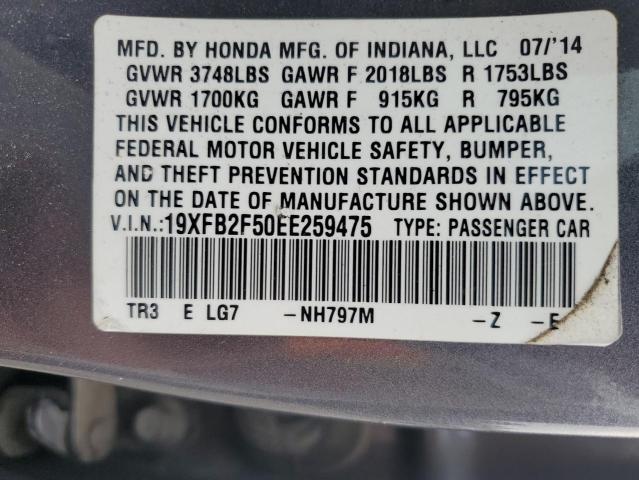 MFD. BY HONDA MFG. OF INDIANA, LLC 07/'14
GVWR 3748LBS GAWR F 2018LBS R 1753LBS
GVWR 1700KG GAWR F 915KG R 795KG
THIS VEHICLE CONFORMS TO ALL APPLICABLE
FEDERAL MOTOR VEHICLE SAFETY, BUMPER,
AND THEFT PREVENTION STANDARDS IN EFFECT
ON THE DATE OF MANUFACTURE SHOWN ABOVE.
V.I.N.:19XFB2F50EE259475 TYPE: PASSENGER CAR
TR3 E LG7 -NH797M -Z -E